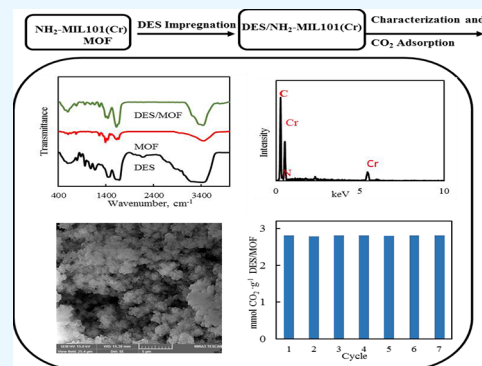 NH₂-MIL101(Cr)
MOF
DES Impregnation
DES/NH₂-MIL101(Cr)
Characterization and
CO₂ Adsorption
Transmittance
DES/MOF
MOF
DES
400 1400 2400 3400
Wavenumber, cm⁻¹
Intensity
C
Cr
N
Cr
0 5 10
keV
mmol CO₂·g⁻¹ DES/MOF
3
2
1
0
1 2 3 4 5 6 7
Cycle